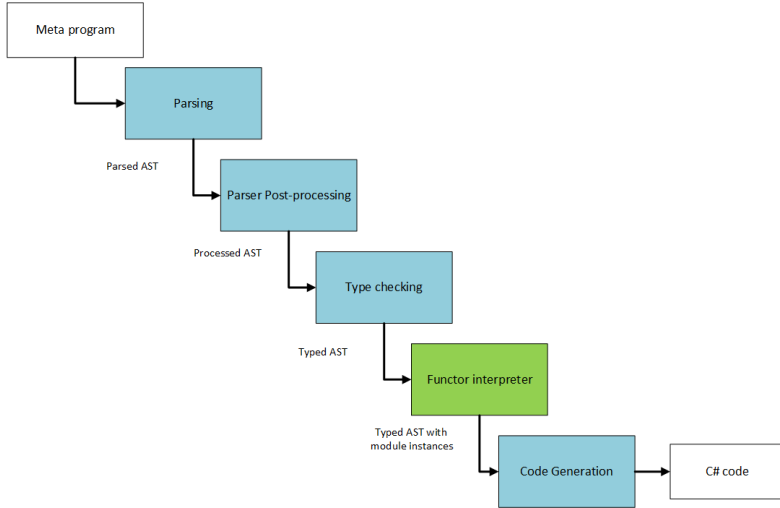 Meta program
Parsing
Parsed AST
Parser Post-processing
Processed AST
Type checking
Typed AST
Functor interpreter
Typed AST with
module instances
Code Generation
C# code